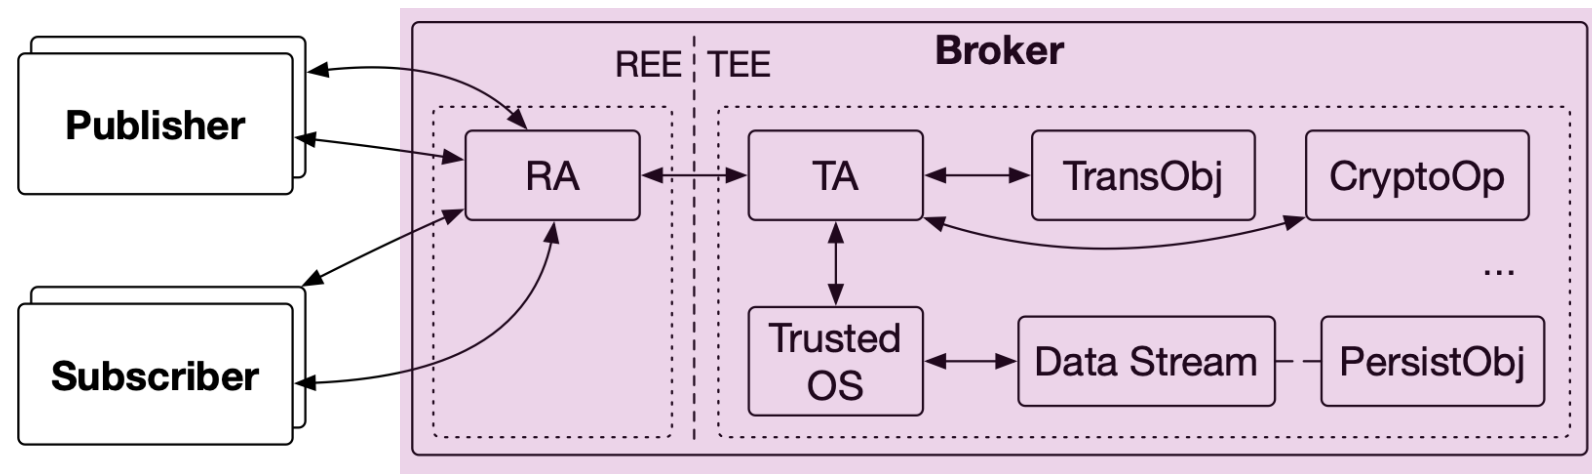 Broker
REE
TEE
Publisher
RA
TA
TransObj
CryptoOp
...
Subscriber
Trusted
OS
Data Stream
PersistObj